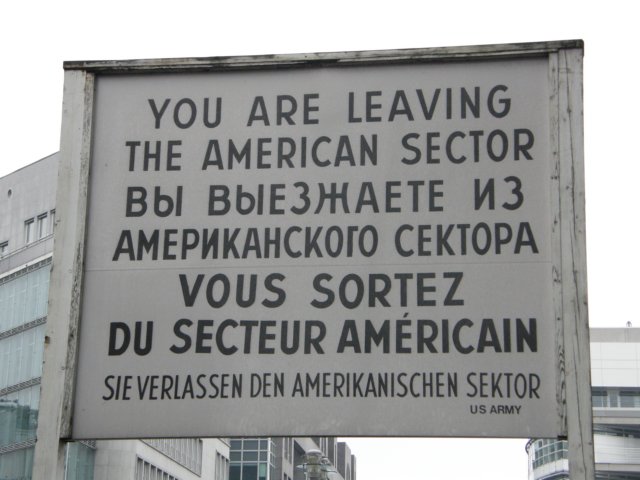 YOU ARE LEAVING
THE AMERICAN SECTOR
ВЫ ВЫЕЗЖАЕТЕ ИЗ
АМЕРИКАНСКОГО СЕКТОРА
VOUS SORTEZ
DU SECTEUR AMÉRICAIN
SIE VERLASSEN DEN AMERIKANISCHEN SEKTOR
US ARMY